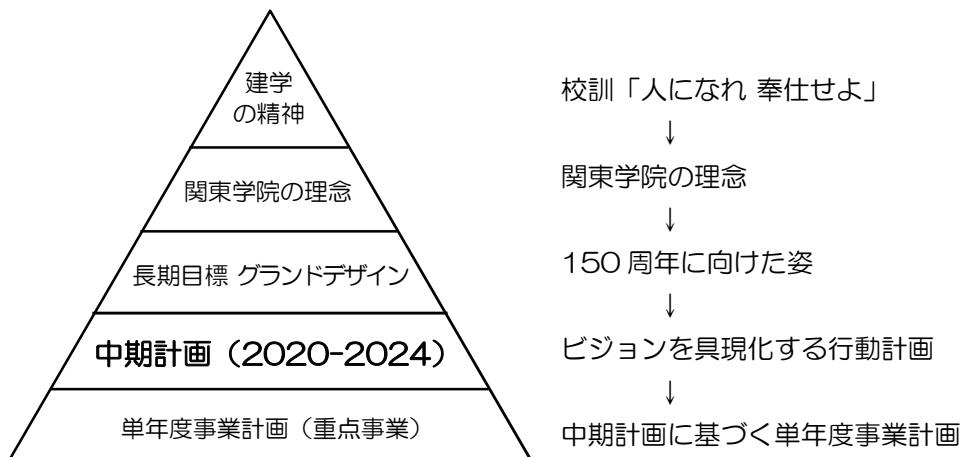 建学
の精神
関東学院の理念
長期目標 グランドデザイン
中期計画（2020-2024）
単年度事業計画（重点事業）
校訓「人になれ 奉仕せよ」
↓
関東学院の理念
↓
150周年に向けた姿
↓
ビジョンを具現化する行動計画
↓
中期計画に基づく単年度事業計画